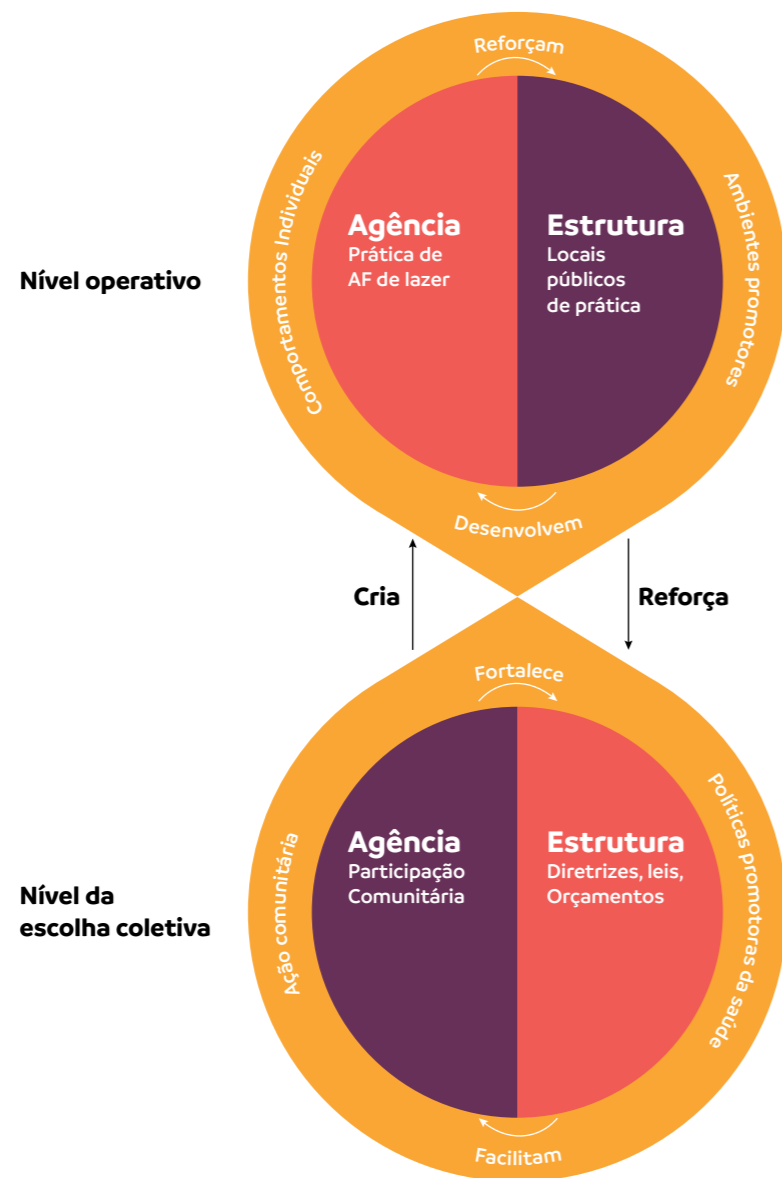 Reforçam
Comportamentos Individuais
Ambientes promotores
Agência
Prática de
AF de lazer
Estrutura
Locais
públicos
de prática
Nível operativo
Desenvolvem
Cria
Reforça
Fortalece
Ação comunitária
Políticas promotoras da saúde
Agência
Participação
Comunitária
Estrutura
Diretrizes, leis,
Orçamentos
Nível da
escolha coletiva
Facilitam